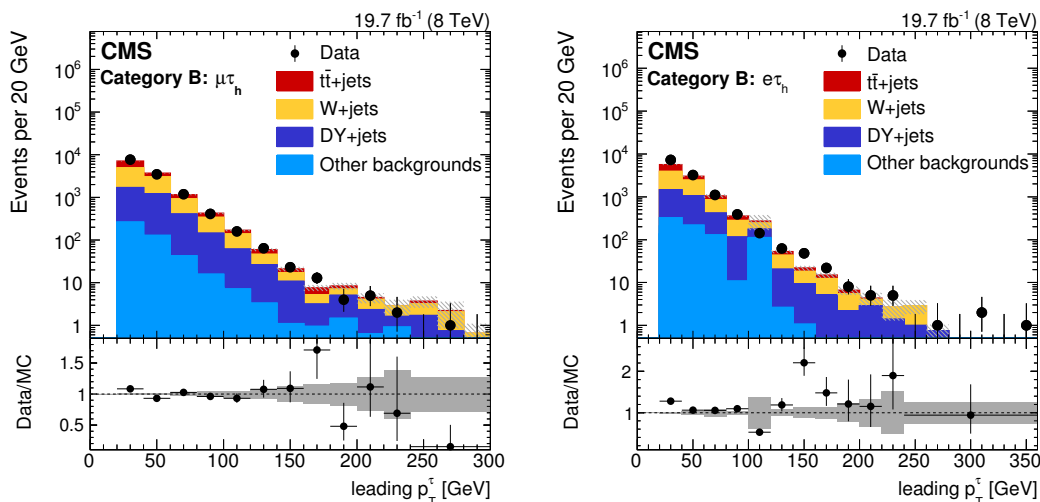 19.7 fb⁻¹ (8 TeV)
CMS
Category B: μτh
Data
tt̄+jets
W+jets
DY+jets
Other backgrounds
Events per 20 GeV
10⁶
10⁵
10⁴
10³
10²
10
1
Data/MC
1.5
1
0.5
0 50 100 150 200 250 300
leading pTτ [GeV]
19.7 fb⁻¹ (8 TeV)
CMS
Category B: eτh
Data
tt̄+jets
W+jets
DY+jets
Other backgrounds
Events per 20 GeV
10⁶
10⁵
10⁴
10³
10²
10
1
Data/MC
2
1
0 50 100 150 200 250 300 350
leading pTτ [GeV]